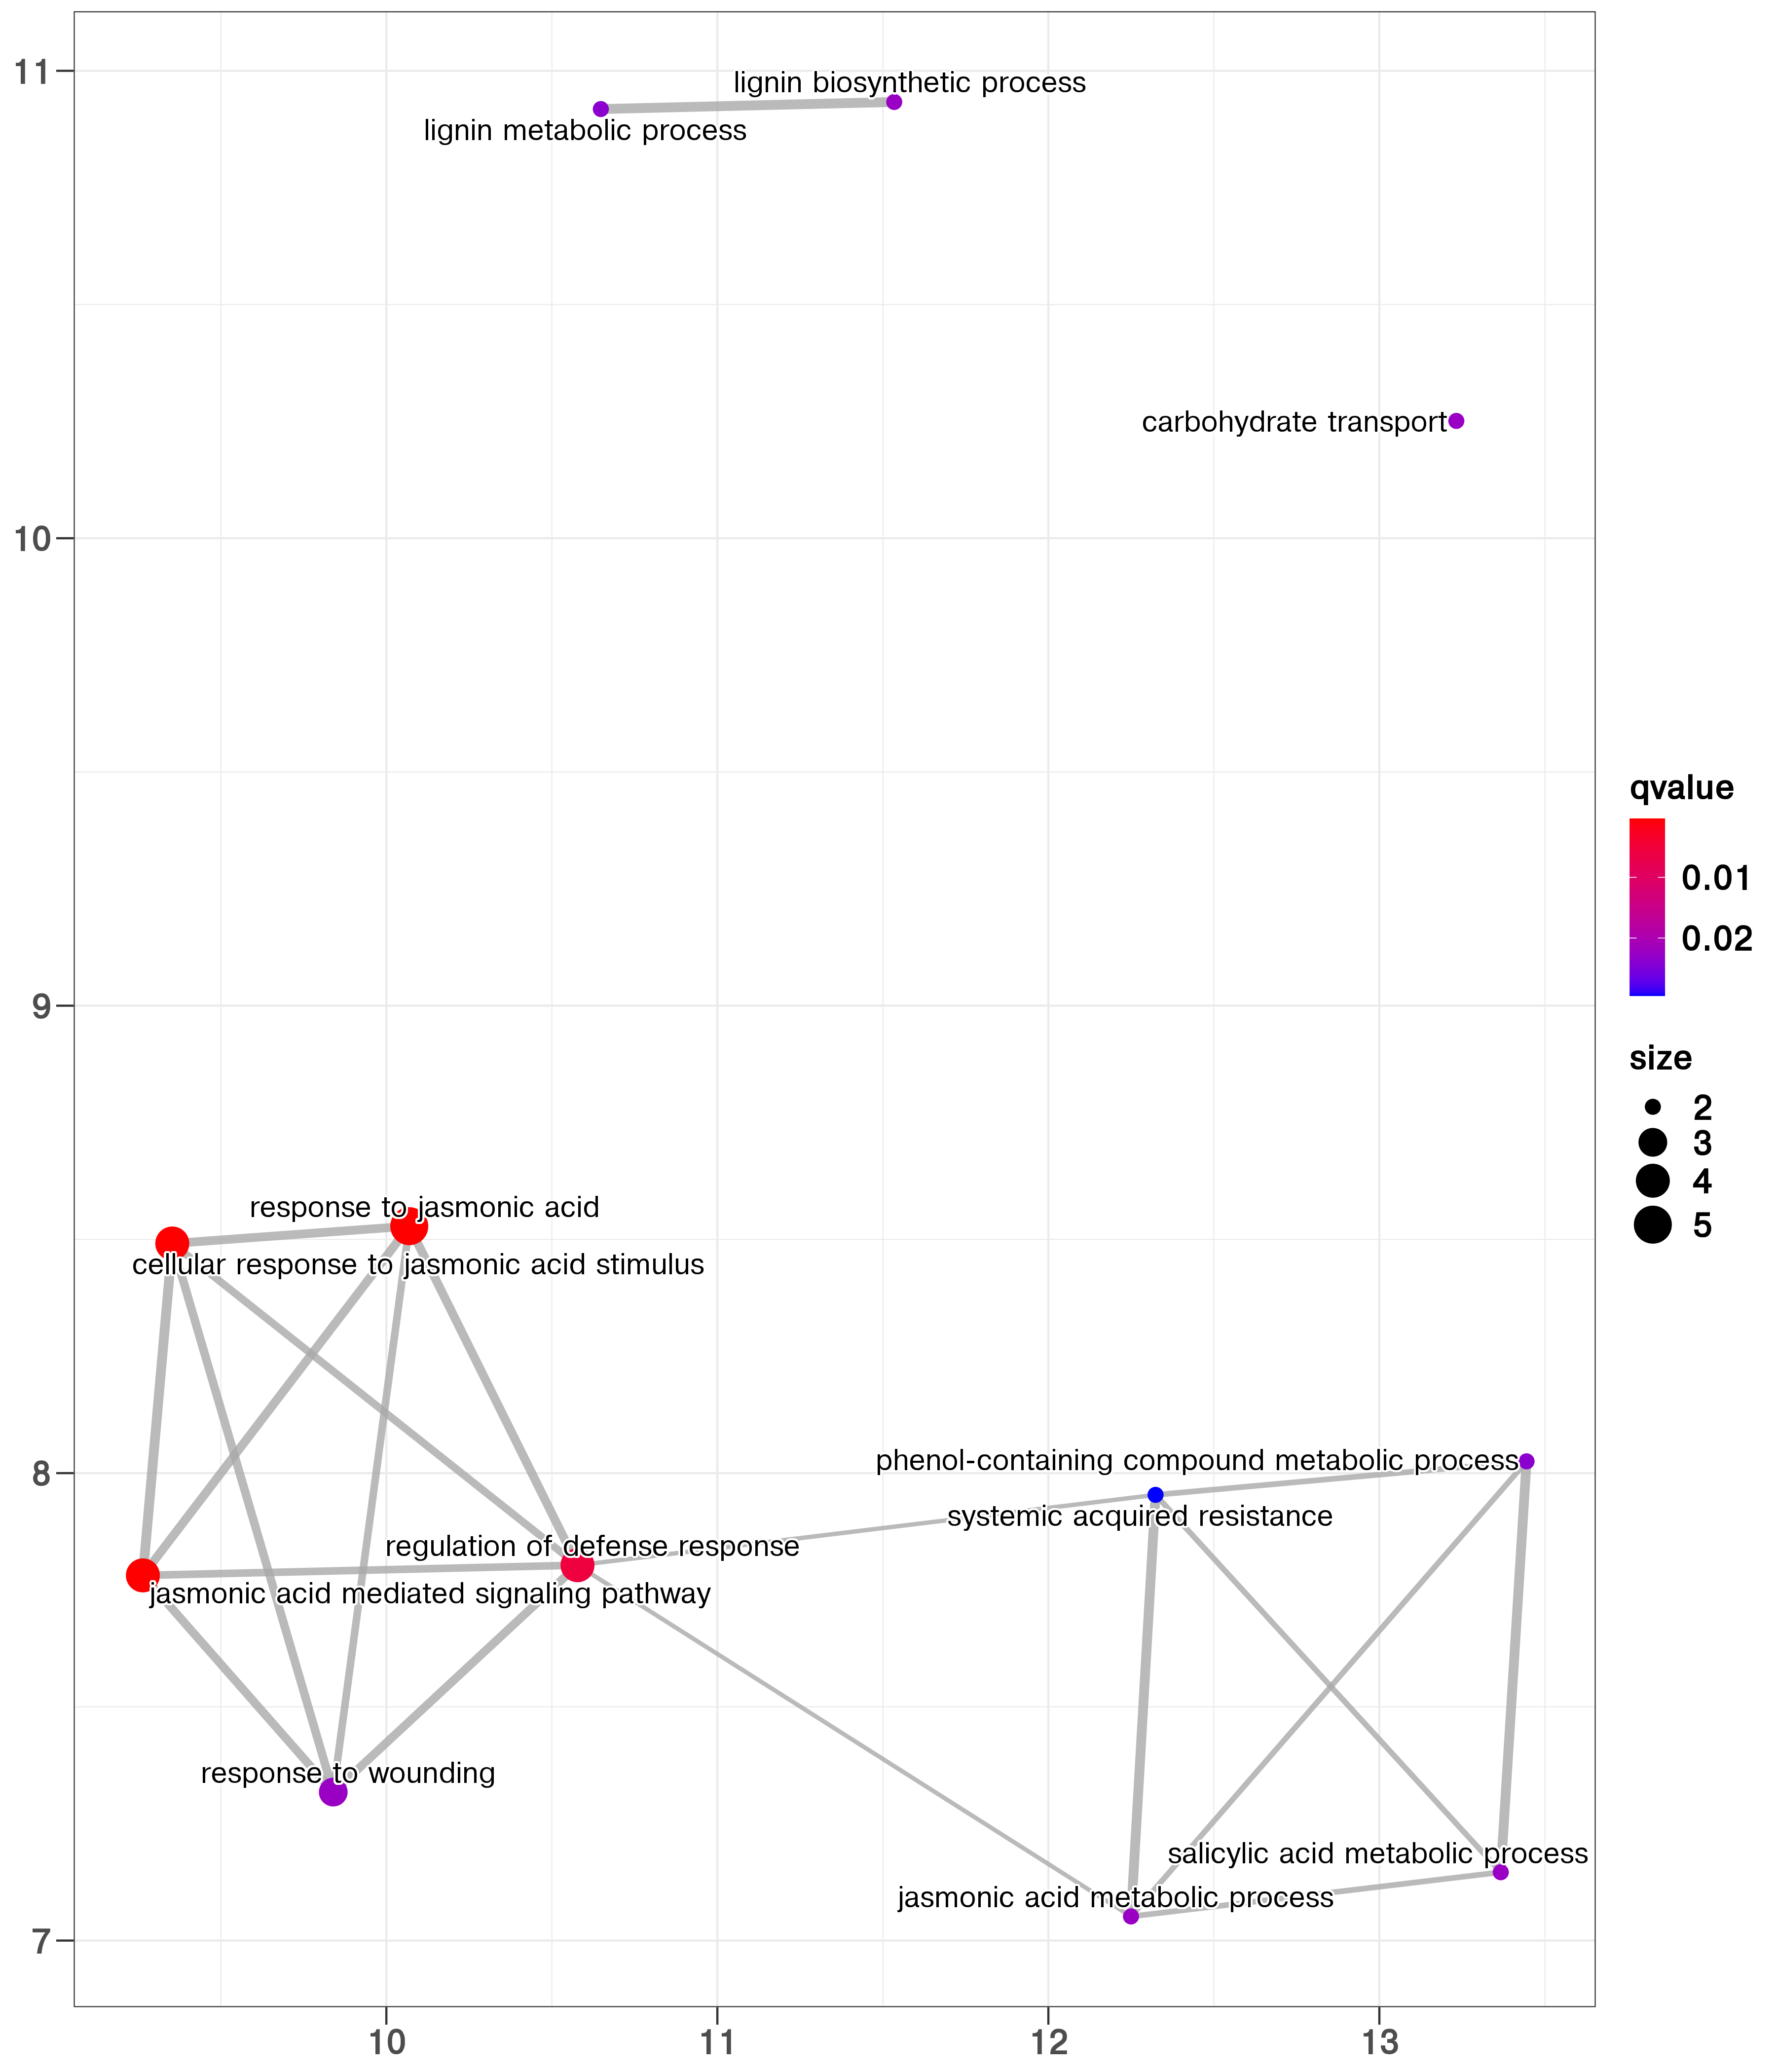 11
lignin biosynthetic process
lignin metabolic process
carbohydrate transport
10
9
qvalue
0.01
0.02
size
2
3
4
5
response to jasmonic acid
cellular response to jasmonic acid stimulus
phenol-containing compound metabolic process
8
systemic acquired resistance
regulation of defense response
jasmonic acid mediated signaling pathway
response to wounding
salicylic acid metabolic process
jasmonic acid metabolic process
7
10
11
12
13